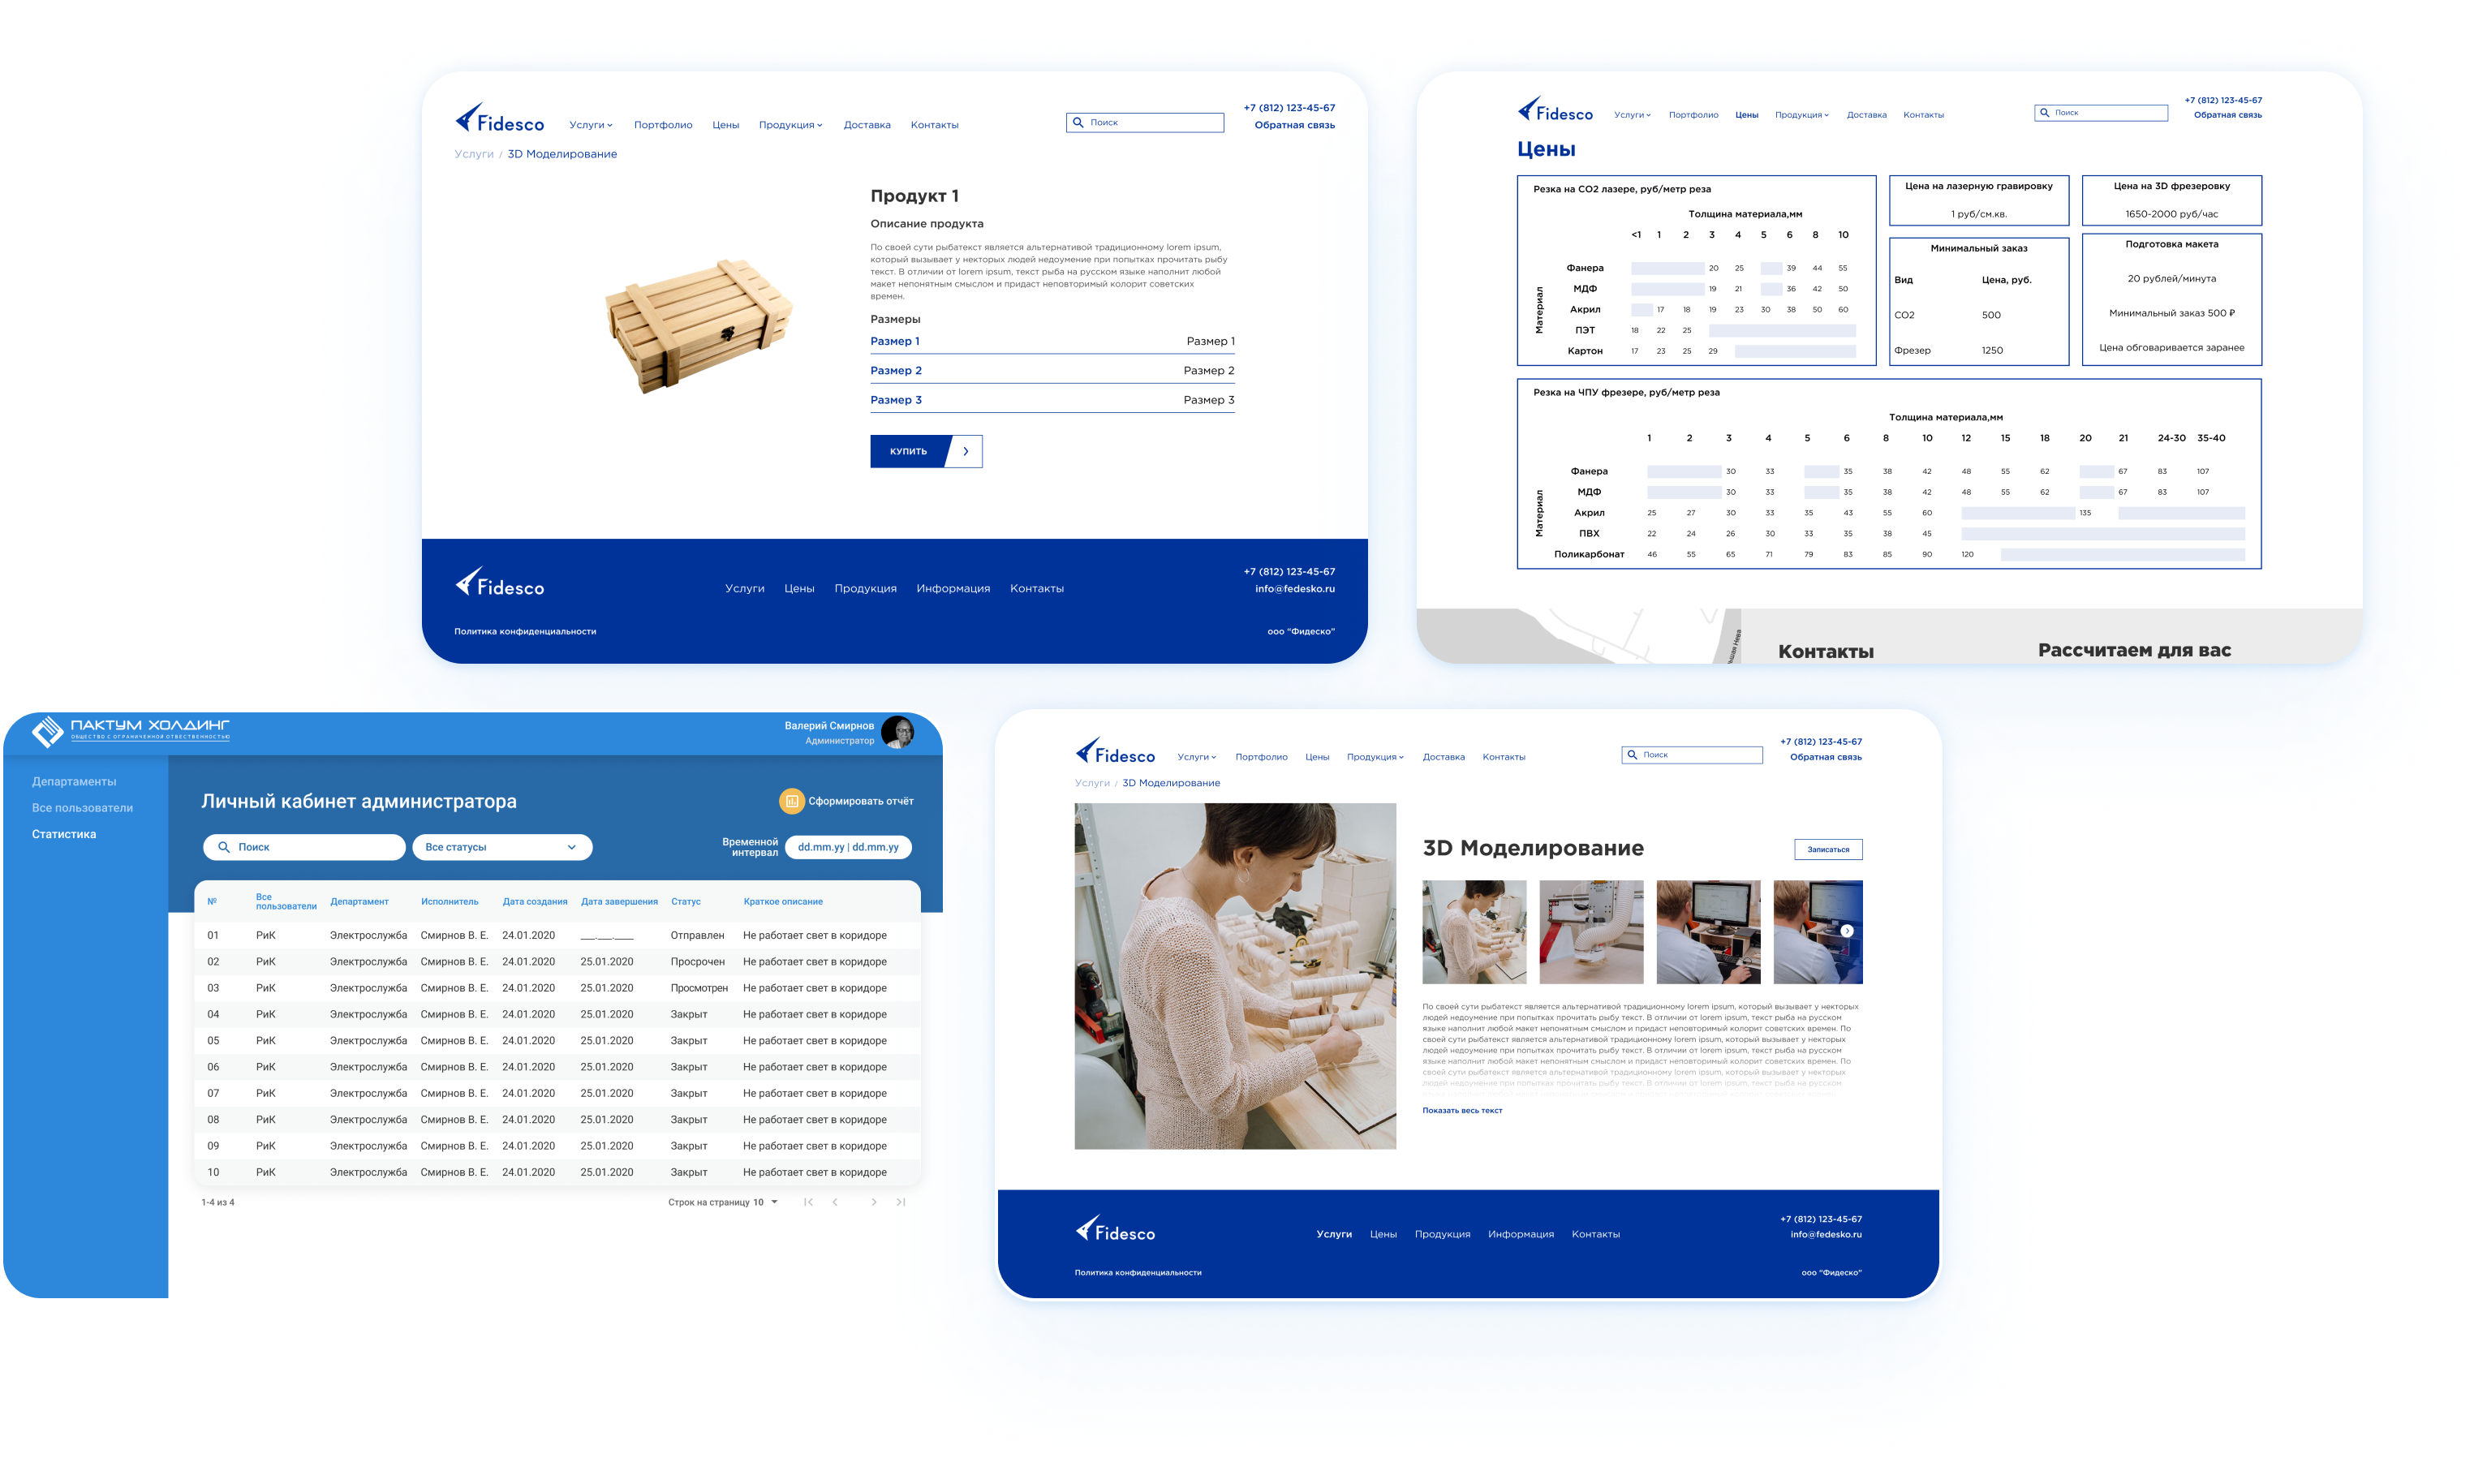 Fidesco
Услуги Портфолио Цены Продукция Доставка Контакты
Поиск
+7 (812) 123-45-67
Обратная связь
Услуги / 3D Моделирование
Продукт 1
Описание продукта
По своей сути рыбатекст является альтернативой традиционному lorem ipsum,
который вызывает у некторых людей недоумение при попытках прочитать рыбу
текст. В отличии от lorem ipsum, текст рыба на русском языке наполнит любой
макет непонятным смыслом и придаст неповторимый колорит советских
времен.
Размеры
Размер 1 Размер 1
Размер 2 Размер 2
Размер 3 Размер 3
КУПИТЬ
Fidesco
Услуги Цены Продукция Информация Контакты
+7 (812) 123-45-67
info@fedesko.ru
Политика конфиденциальности
ооо "Фидеско"
Fidesco
Услуги Портфолио Цены Продукция Доставка Контакты
Поиск
+7 (812) 123-45-67
Обратная связь
Цены
Резка на СО2 лазере, руб/метр реза
Толщина материала,мм
<1 1 2 3 4 5 6 8 10
Материал
Фанера 20 25 39 44 55
МДФ 19 21 36 42 50
Акрил 17 18 19 23 30 38 50 60
ПЭТ 18 22 25
Картон 17 23 25 29
Цена на лазерную гравировку
1 руб/см.кв.
Цена на 3D фрезеровку
1650-2000 руб/час
Минимальный заказ
Вид Цена, руб.
СО2 500
Фрезер 1250
Подготовка макета
20 рублей/минута
Минимальный заказ 500 ₽
Цена обговаривается заранее
Резка на ЧПУ фрезере, руб/метр реза
Толщина материала,мм
1 2 3 4 5 6 8 10 12 15 18 20 21 24-30 35-40
Материал
Фанера 30 33 35 38 42 48 55 62 67 83 107
МДФ 30 33 35 38 42 48 55 62 67 83 107
Акрил 25 27 30 33 35 43 55 60 135
ПВХ 22 24 26 30 33 35 38 45
Поликарбонат 46 55 65 71 79 83 85 90 120
Контакты
Рассчитаем для вас
ПАКТУМ ХОЛДИНГ
ОБЩЕСТВО С ОГРАНИЧЕННОЙ ОТВЕСТВЕННОСТЬЮ
Валерий Смирнов
Администратор
Департаменты
Все пользователи
Статистика
Личный кабинет администратора
Сформировать отчёт
Поиск
Все статусы
Временной
интервал
dd.mm.yy | dd.mm.yy
№ Все пользователи Департамент Исполнитель Дата создания Дата завершения Статус Краткое описание
01 РиК Электрослужба Смирнов В. Е. 24.01.2020 __.__.___ Отправлен Не работает свет в коридоре
02 РиК Электрослужба Смирнов В. Е. 24.01.2020 25.01.2020 Просрочен Не работает свет в коридоре
03 РиК Электрослужба Смирнов В. Е. 24.01.2020 25.01.2020 Просмотрен Не работает свет в коридоре
04 РиК Электрослужба Смирнов В. Е. 24.01.2020 25.01.2020 Закрыт Не работает свет в коридоре
05 РиК Электрослужба Смирнов В. Е. 24.01.2020 25.01.2020 Закрыт Не работает свет в коридоре
06 РиК Электрослужба Смирнов В. Е. 24.01.2020 25.01.2020 Закрыт Не работает свет в коридоре
07 РиК Электрослужба Смирнов В. Е. 24.01.2020 25.01.2020 Закрыт Не работает свет в коридоре
08 РиК Электрослужба Смирнов В. Е. 24.01.2020 25.01.2020 Закрыт Не работает свет в коридоре
09 РиК Электрослужба Смирнов В. Е. 24.01.2020 25.01.2020 Закрыт Не работает свет в коридоре
10 РиК Электрослужба Смирнов В. Е. 24.01.2020 25.01.2020 Закрыт Не работает свет в коридоре
1-4 из 4
Строк на страницу 10
Fidesco
Услуги Портфолио Цены Продукция Доставка Контакты
Поиск
+7 (812) 123-45-67
Обратная связь
Услуги / 3D Моделирование
3D Моделирование
Записаться
По своей сути рыбатекст является альтернативой традиционному lorem ipsum, который вызывает у некторых
людей недоумение при попытках прочитать рыбу текст. В отличии от lorem ipsum, текст рыба на русском
языке наполнит любой макет непонятным смыслом и придаст неповторимый колорит советских времен. По
своей сути рыбатекст является альтернативой традиционному lorem ipsum, который вызывает у некторых
людей недоумение при попытках прочитать рыбу текст. В отличии от lorem ipsum, текст рыба на русском
языке наполнит любой макет непонятным смыслом и придаст неповторимый колорит советских времен. По
своей сути рыбатекст является альтернативой традиционному lorem ipsum, который вызывает у некторых
людей недоумение при попытках прочитать рыбу текст. В отличии от lorem ipsum, текст рыба на русском
Показать весь текст
Fidesco
Услуги Цены Продукция Информация Контакты
+7 (812) 123-45-67
info@fedesko.ru
Политика конфиденциальности
ооо "Фидеско"